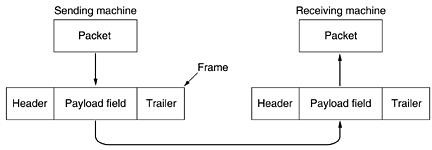 Sending machine
Receiving machine
Packet
Packet
Frame
Header
Payload field
Trailer
Header
Payload field
Trailer